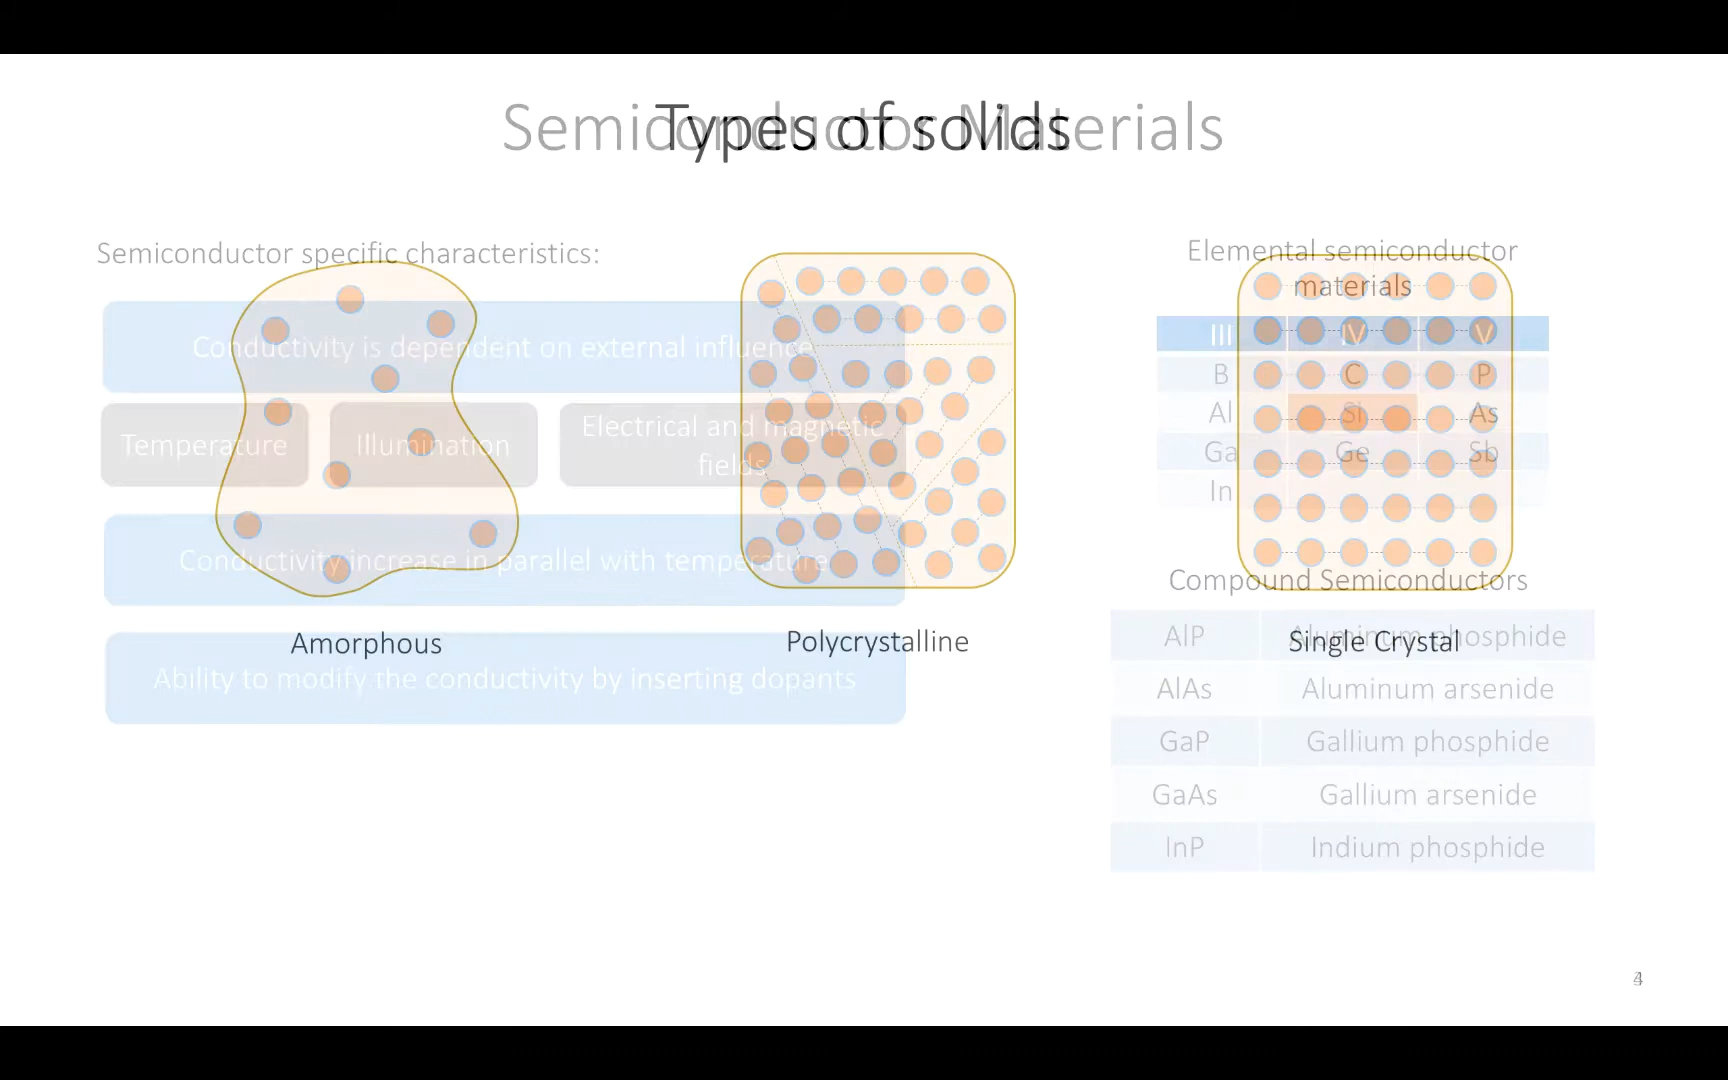 Semiconductor Materials
Types of solids
Semiconductor specific characteristics:
Conductivity is dependent on external influence
Temperature
Illumination
Electrical and magnetic
fields
Conductivity increase in parallel with temperature
Ability to modify the conductivity by inserting dopants
Amorphous
Polycrystalline
Single Crystal
Elemental semiconductor
materials
III IV V
B C P
Al Si As
Ga Ge Sb
In
Compound Semiconductors
AlP Aluminum phosphide
AlAs Aluminum arsenide
GaP Gallium phosphide
GaAs Gallium arsenide
InP Indium phosphide